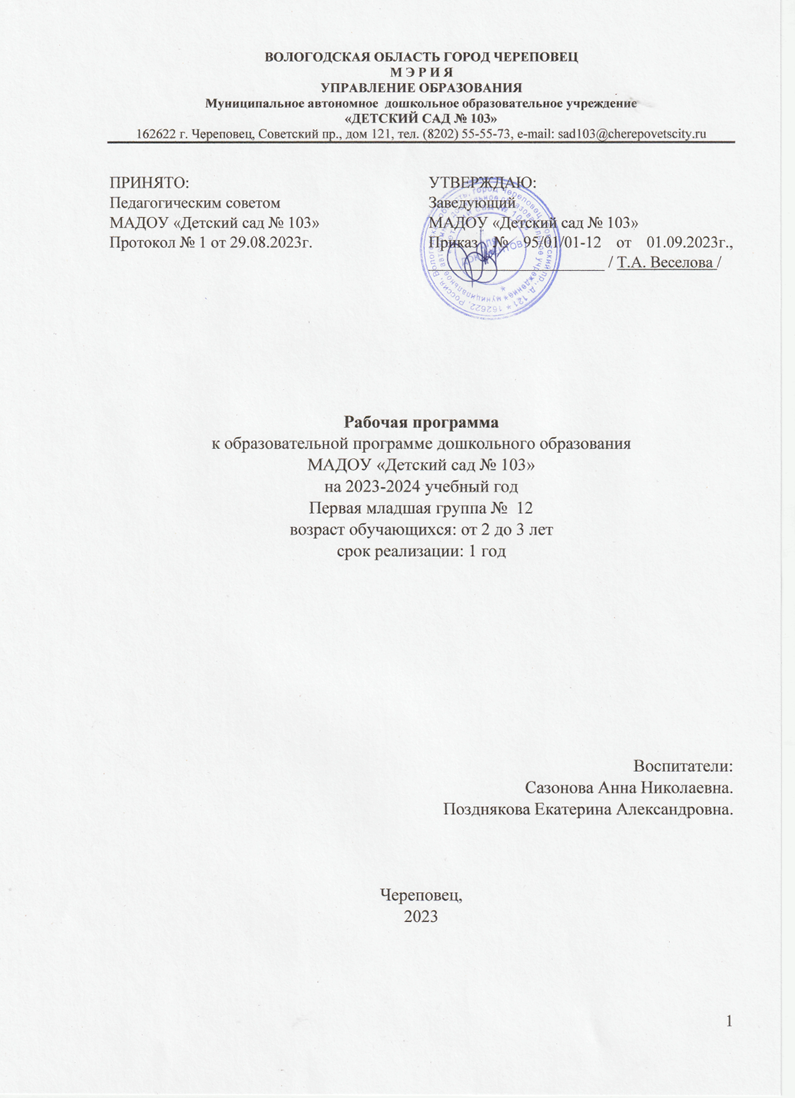 ВОЛОГОДСКАЯ ОБЛАСТЬ ГОРОД ЧЕРЕПОВЕЦ
М Э Р И Я
УПРАВЛЕНИЕ ОБРАЗОВАНИЯ
Муниципальное автономное дошкольное образовательное учреждение
«ДЕТСКИЙ САД № 103»
162622 г. Череповец, Советский пр., дом 121, тел. (8202) 55-55-73, e-mail: sad103@cherepovetscity.ru
ПРИНЯТО:
Педагогическим советом
МАДОУ «Детский сад № 103»
Протокол № 1 от 29.08.2023г.
УТВЕРЖДАЮ:
Заведующий
МАДОУ «Детский сад № 103»
Приказ № 95/01/01-12 от 01.09.2023г.,
/ Т.А. Веселова /
Рабочая программа
к образовательной программе дошкольного образования
МАДОУ «Детский сад № 103»
на 2023-2024 учебный год
Первая младшая группа № 12
возраст обучающихся: от 2 до 3 лет
срок реализации: 1 год
Воспитатели:
Сазонова Анна Николаевна.
Позднякова Екатерина Александровна.
Череповец,
2023
1